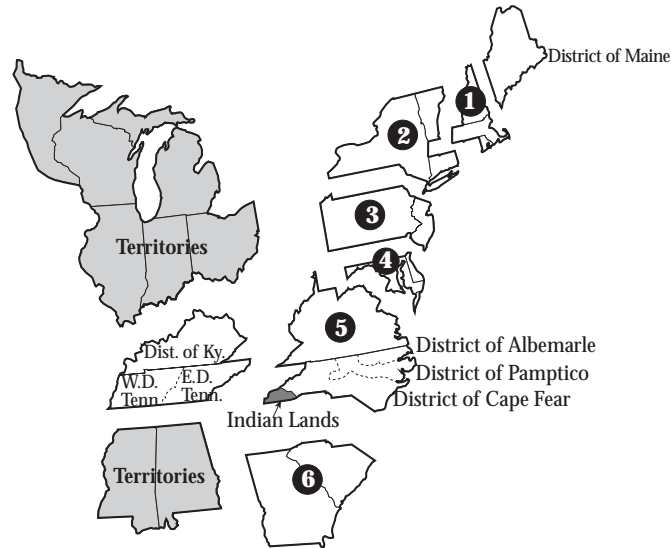 District of Maine
1
2
3
Territories
4
5
District of Albemarle
Dist. of Ky.
District of Pamptico
W.D.
Tenn
E.D.
Tenn.
District of Cape Fear
Indian Lands
Territories
6